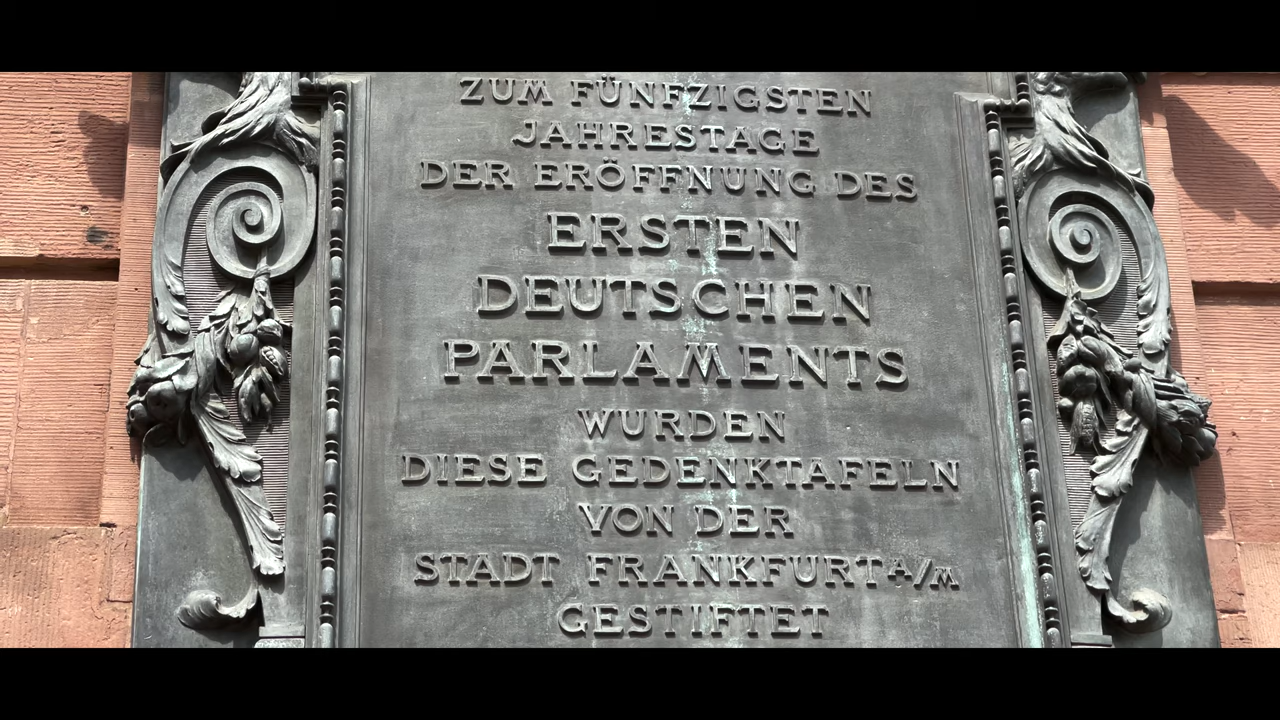 ZUM FÜNFZIGSTEN
JAHRESTAGE
DER ERÖFFNUNG DES
ERSTEN
DEUTSCHEN
PARLAMENTS
WURDEN
DIESE GEDENKTAFELN
VON DER
STADT FRANKFURT A/M
GESTIFTET